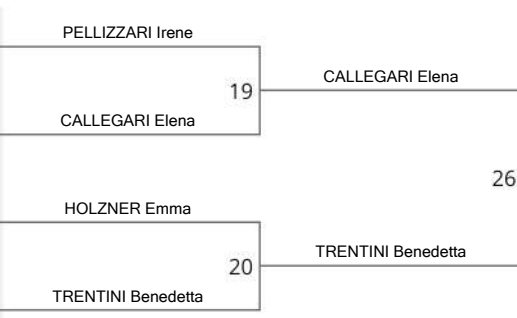 PELLIZZARI Irene
19
CALLEGARI Elena
CALLEGARI Elena
26
HOLZNER Emma
20
TRENTINI Benedetta
TRENTINI Benedetta